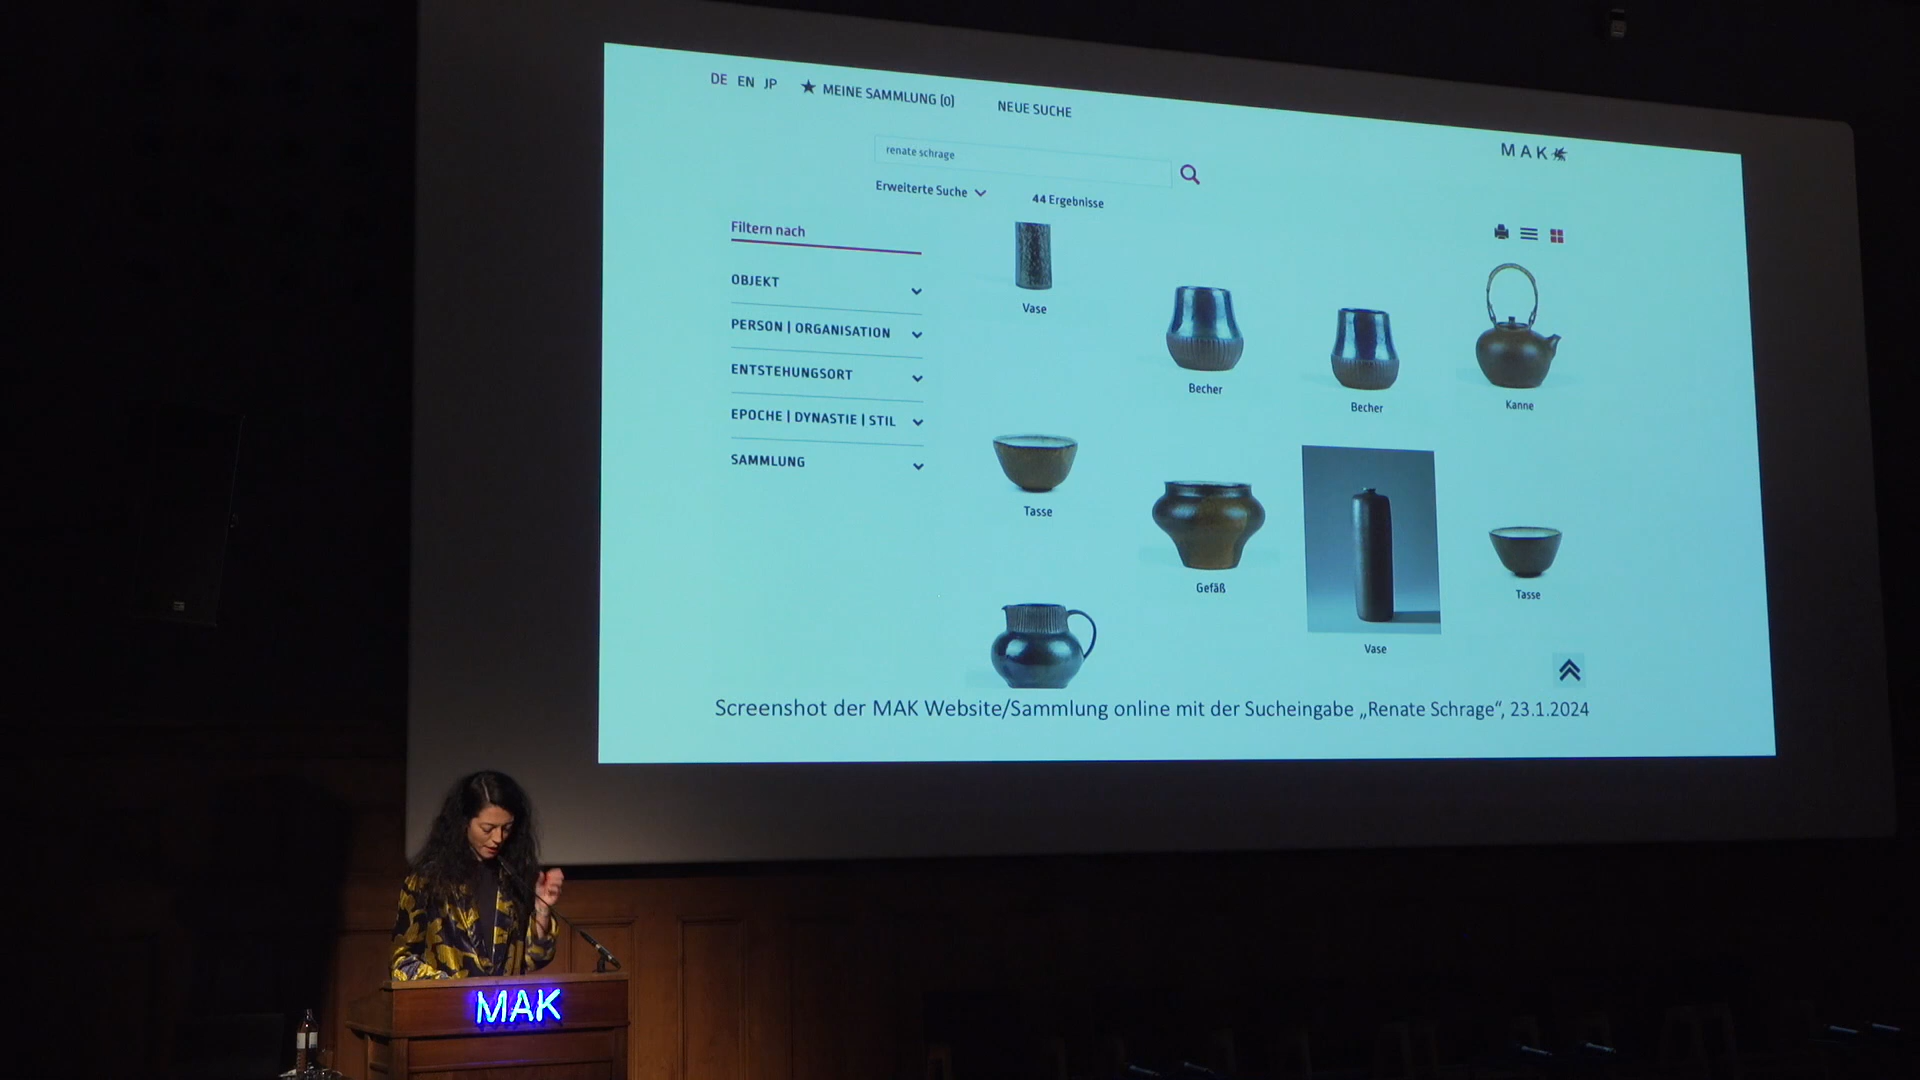 DE EN JP ★ MEINE SAMMLUNG (0) NEUE SUCHE
MAK
renate schrage
Erweiterte Suche 44 Ergebnisse
Filtern nach
OBJEKT
PERSON | ORGANISATION
ENTSTEHUNGSORT
EPOCHE | DYNASTIE | STIL
SAMMLUNG
Vase
Becher
Becher
Kanne
Tasse
Gefäß
Vase
Tasse
Screenshot der MAK Website/Sammlung online mit der Sucheingabe „Renate Schrage“, 23.1.2024
MAK